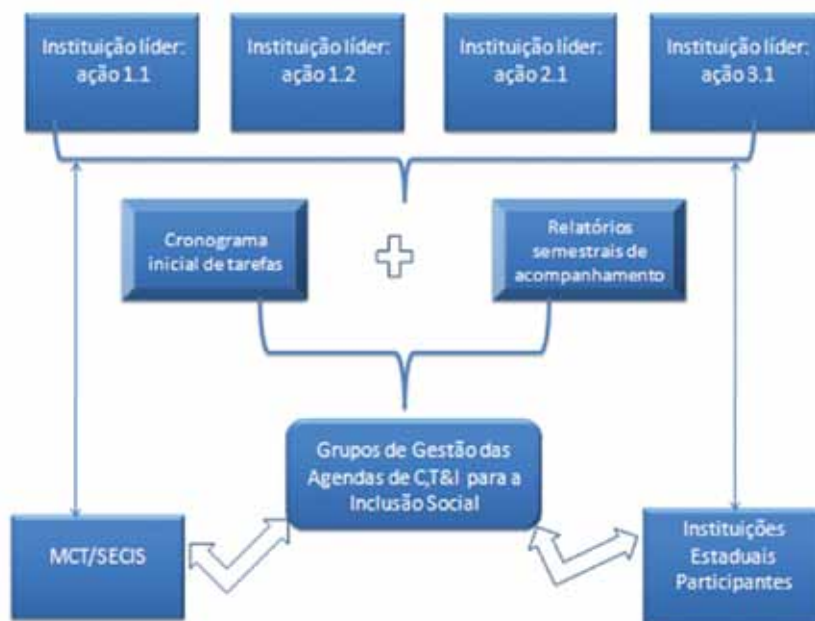 Instituição líder:
ação 1.1
Instituição líder:
ação 1.2
Instituição líder:
ação 2.1
Instituição líder:
ação 3.1
Cronograma
inicial de tarefas
Relatórios
semestrais de
acompanhamento
Grupos de Gestão das
Agendas de C,T&I para a
Inclusão Social
MCT/SECIS
Instituições
Estaduais
Participantes